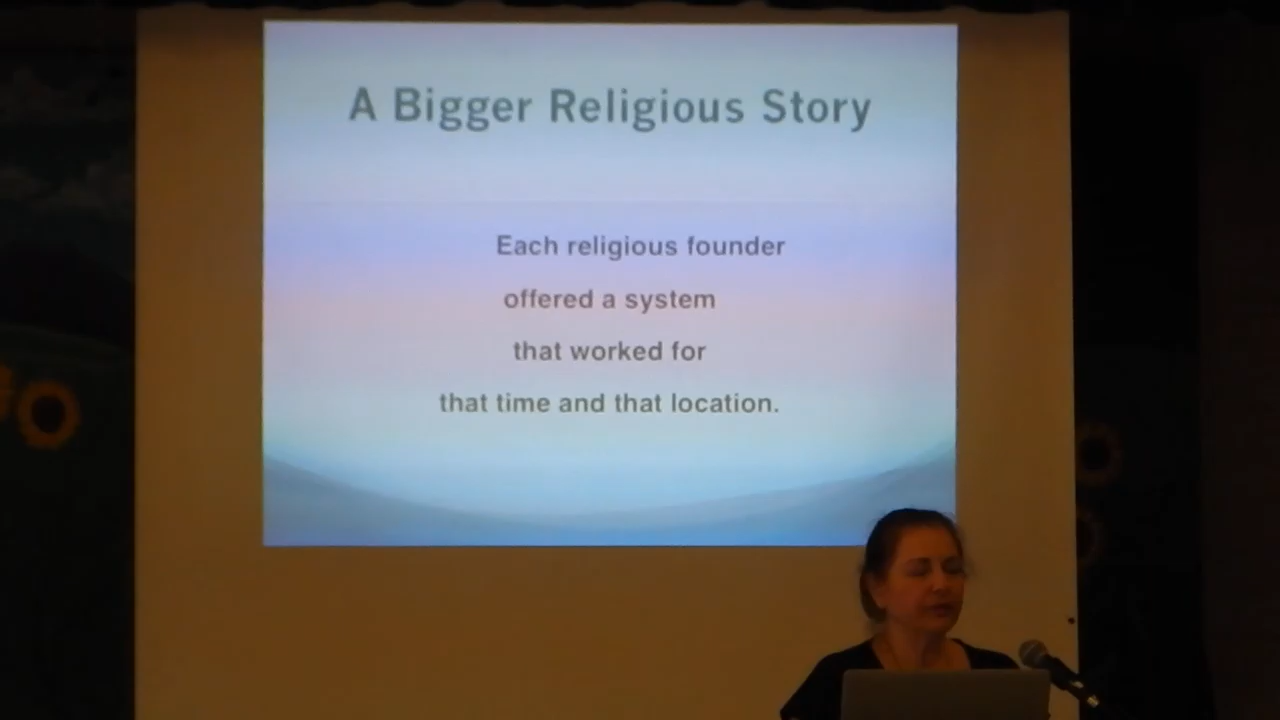 A Bigger Religious Story
Each religious founder
offered a system
that worked for
that time and that location.